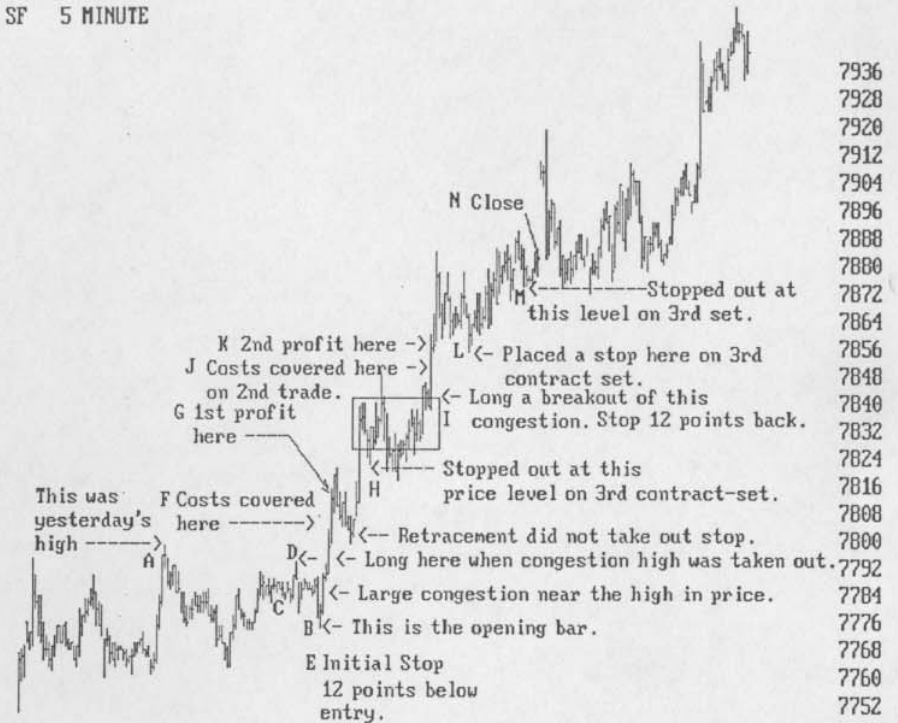 SF 5 MINUTE
7936
7928
7920
7912
7904
N Close
7896
7888
7880
M
<--------Stopped out at
7872
this level on 3rd set.
7864
K 2nd profit here ->
L
<- Placed a stop here on 3rd
7856
J Costs covered here ->
contract set.
7848
on 2nd trade.
<- Long a breakout of this
7840
G 1st profit
I
congestion. Stop 12 points back.
here ------
7832
<---- Stopped out at this
7824
H
price level on 3rd contract-set.
7816
This was
yesterday's
high ------>
A
F Costs covered
here ------->
7808
<-- Retracement did not take out stop.
7800
D <-
<- Long here when congestion high was taken out.
7792
C
<- Large congestion near the high in price.
7784
B <- This is the opening bar.
7776
E Initial Stop
7768
12 points below
7760
entry.
7752